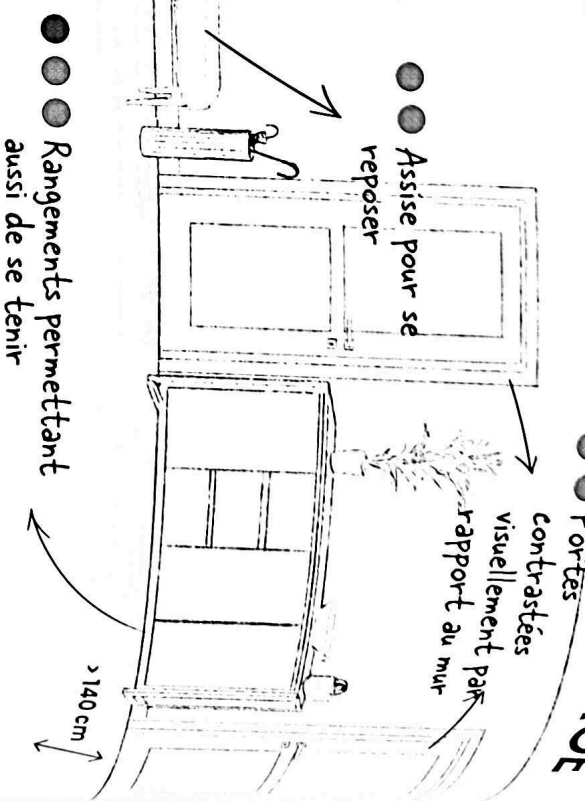 Portes
contrastées
visuellement par
rapport au mur
Assise pour se
reposer
>140 cm
Rangements permettant
aussi de se tenir